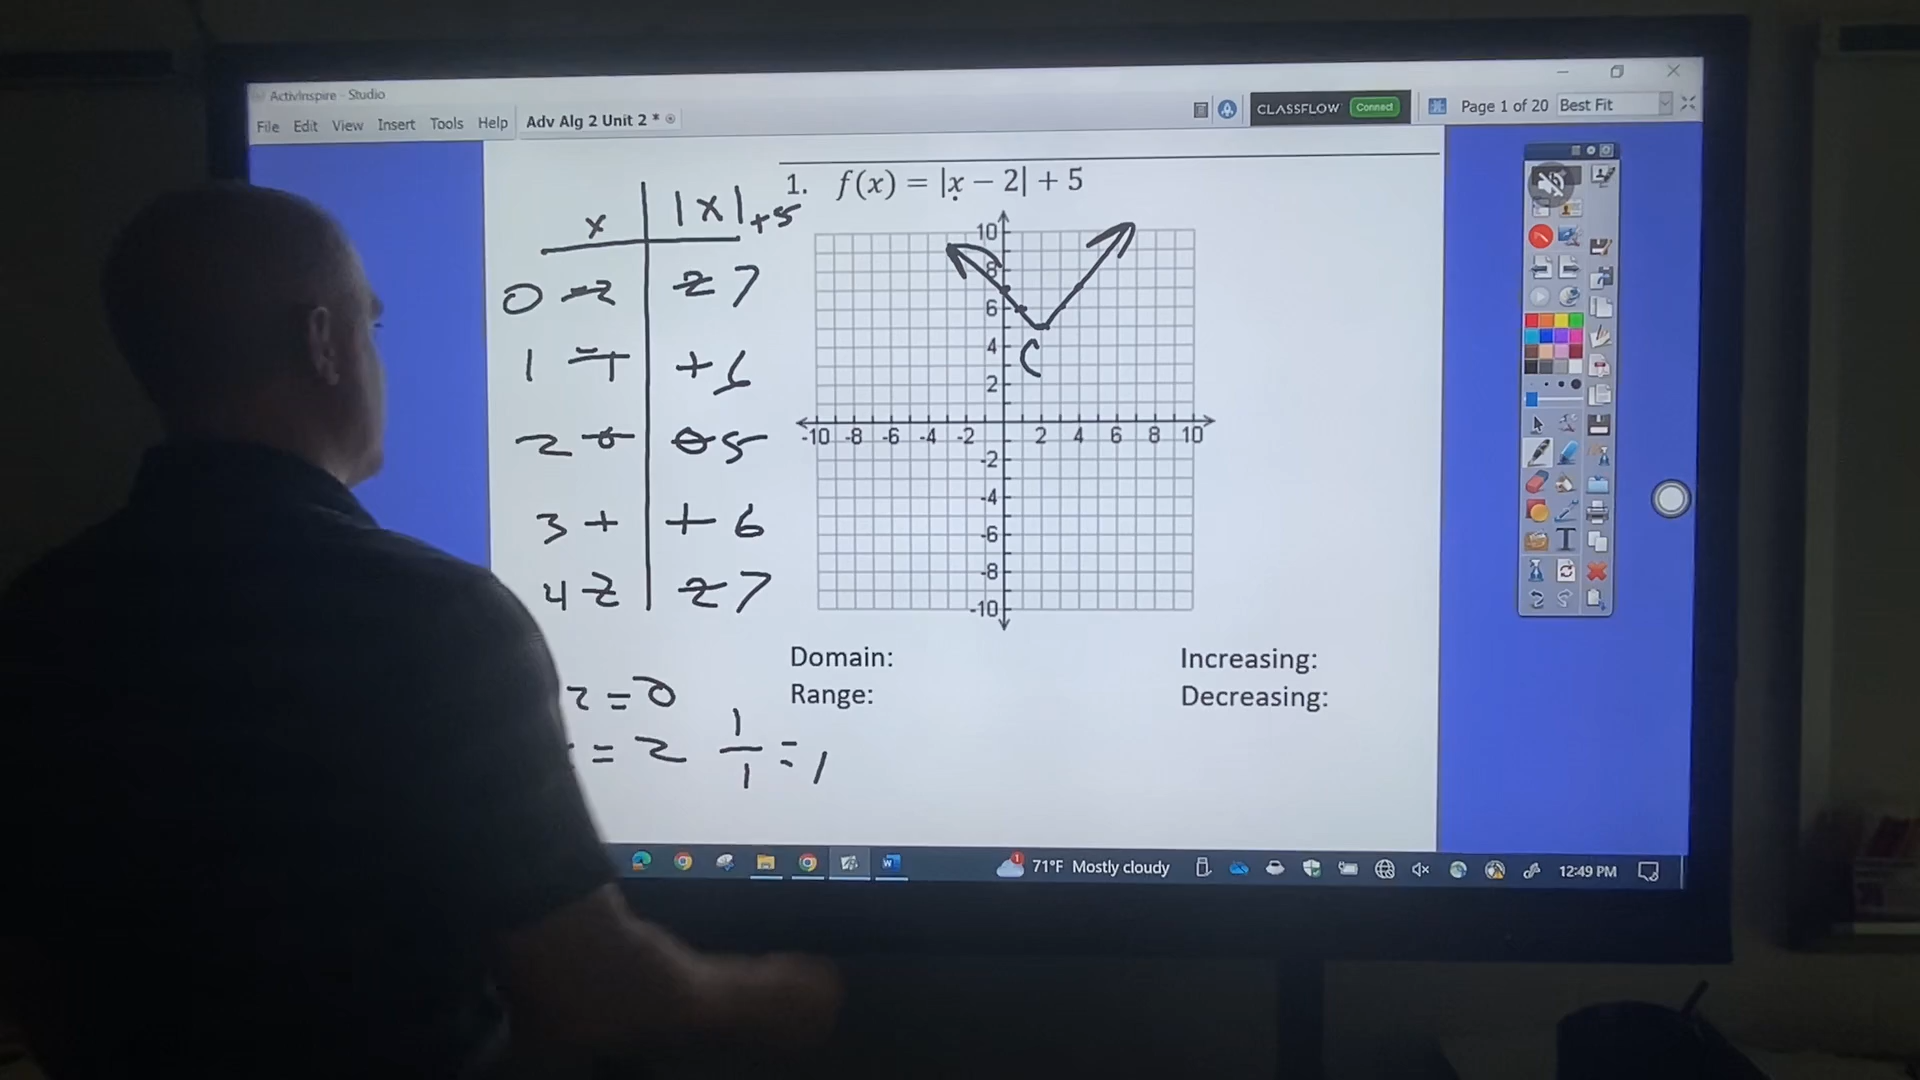 ActivInspire - Studio
File Edit View Insert Tools Help
Adv Alg 2 Unit 2 *
CLASSFLOW Connect
Page 1 of 20 Best Fit
1. f(x) = |x − 2| + 5
x |x| +5
0 -2 2 7
1 -1 +6
2 0 0 5
3 + + 6
4 2 2 7
10
8
6
4
2
-10 -8 -6 -4 -2 2 4 6 8 10
-2
-4
-6
-8
-10
(
Domain:
Range:
Increasing:
Decreasing:
2 = 0
= 2
1/1 = 1
T
W
1
71°F Mostly cloudy
12:49 PM